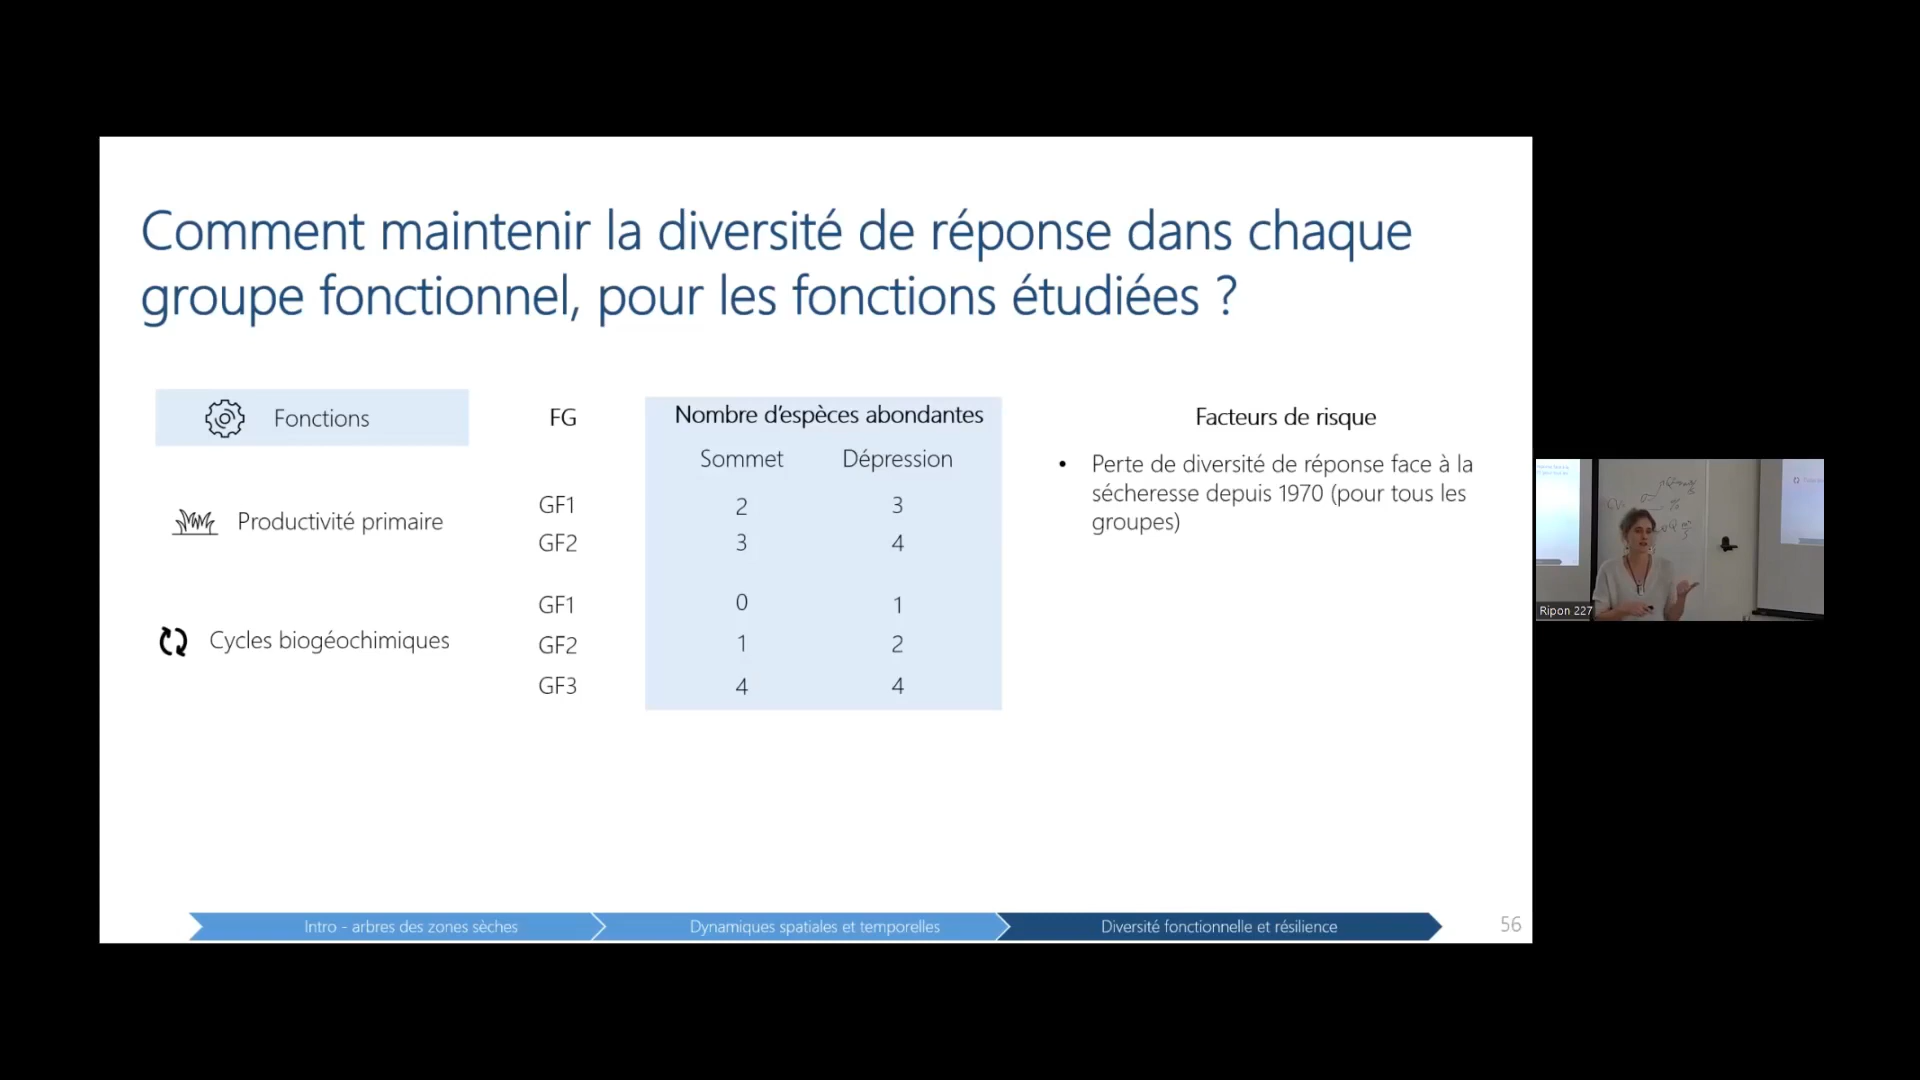 Comment maintenir la diversité de réponse dans chaque
groupe fonctionnel, pour les fonctions étudiées ?
Fonctions
FG
Nombre d'espèces abondantes
Facteurs de risque
Sommet
Dépression
• Perte de diversité de réponse face à la
sécheresse depuis 1970 (pour tous les
groupes)
Productivité primaire
GF1
2
3
GF2
3
4
Cycles biogéochimiques
GF1
0
1
GF2
1
2
GF3
4
4
Intro - arbres des zones sèches
Dynamiques spatiales et temporelles
Diversité fonctionnelle et résilience
56
Ripon 227